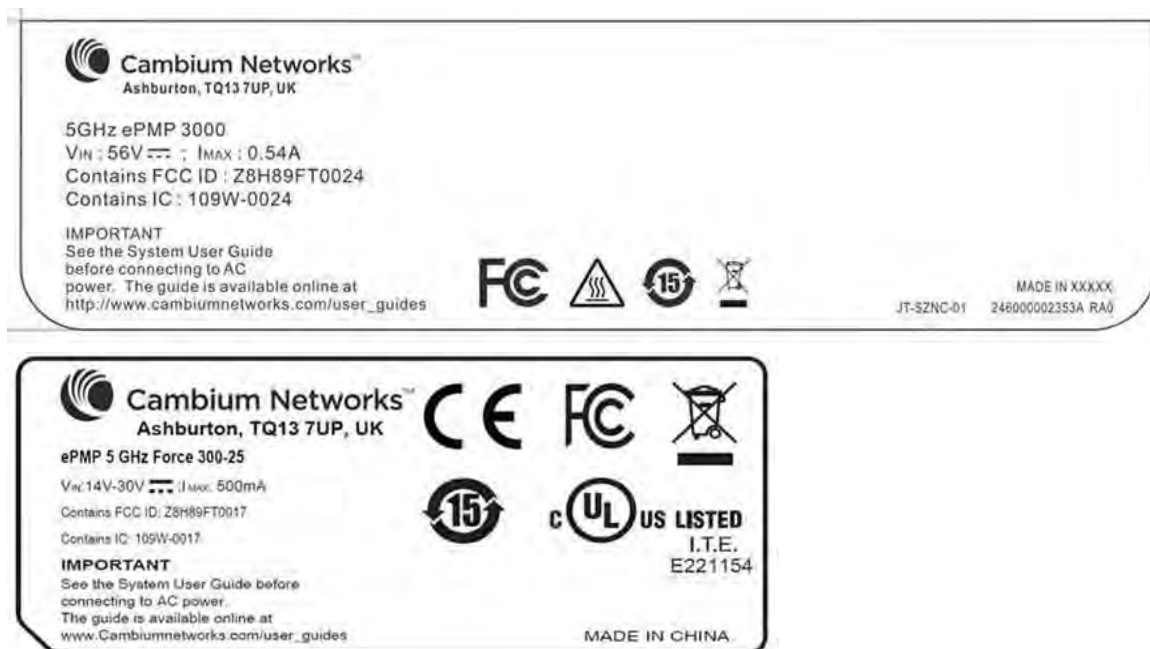 Cambium Networks™
Ashburton, TQ13 7UP, UK
5GHz ePMP 3000
VIN : 56V ; IMAX : 0.54A
Contains FCC ID : Z8H89FT0024
Contains IC : 109W-0024
IMPORTANT
See the System User Guide
before connecting to AC
power. The guide is available online at
http://www.cambiumnetworks.com/user_guides
FC
15
MADE IN XXXXX
JT-SZNC-01 246000002353A RA0
Cambium Networks™
Ashburton, TQ13 7UP, UK
ePMP 5 GHz Force 300-25
VIN:14V-30V ;IMAX: 500mA
Contains FCC ID: Z8H89FT0017
Contains IC: 109W-0017
IMPORTANT
See the System User Guide before
connecting to AC power.
The guide is available online at
www.Cambiumnetworks.com/user_guides
CE FC
15
C UL US LISTED
I.T.E.
E221154
MADE IN CHINA